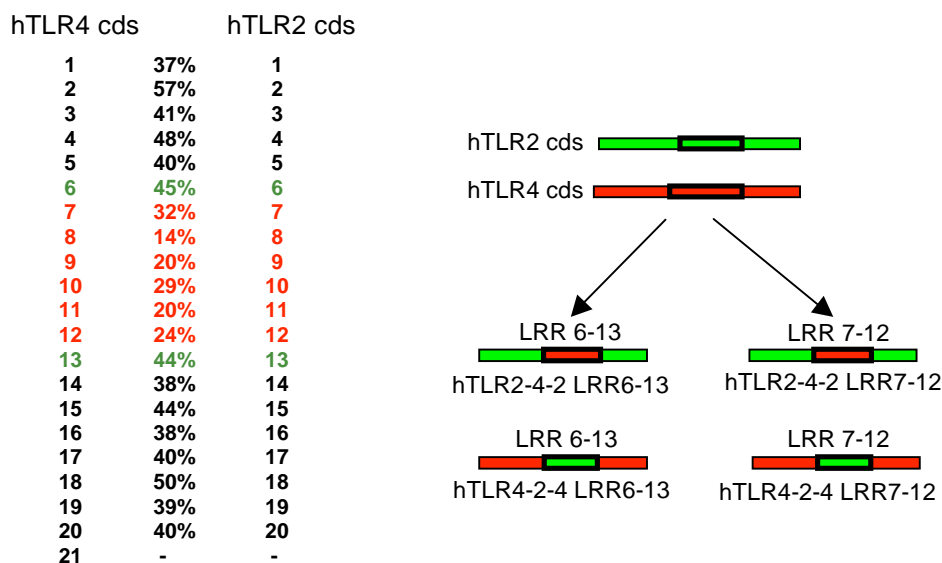 hTLR4 cds hTLR2 cds
1 37% 1
2 57% 2
3 41% 3
4 48% 4
5 40% 5
6 45% 6
7 32% 7
8 14% 8
9 20% 9
10 29% 10
11 20% 11
12 24% 12
13 44% 13
14 38% 14
15 44% 15
16 38% 16
17 40% 17
18 50% 18
19 39% 19
20 40% 20
21 - -
hTLR2 cds
hTLR4 cds
LRR 6-13 LRR 7-12
hTLR2-4-2 LRR6-13 hTLR2-4-2 LRR7-12
LRR 6-13 LRR 7-12
hTLR4-2-4 LRR6-13 hTLR4-2-4 LRR7-12